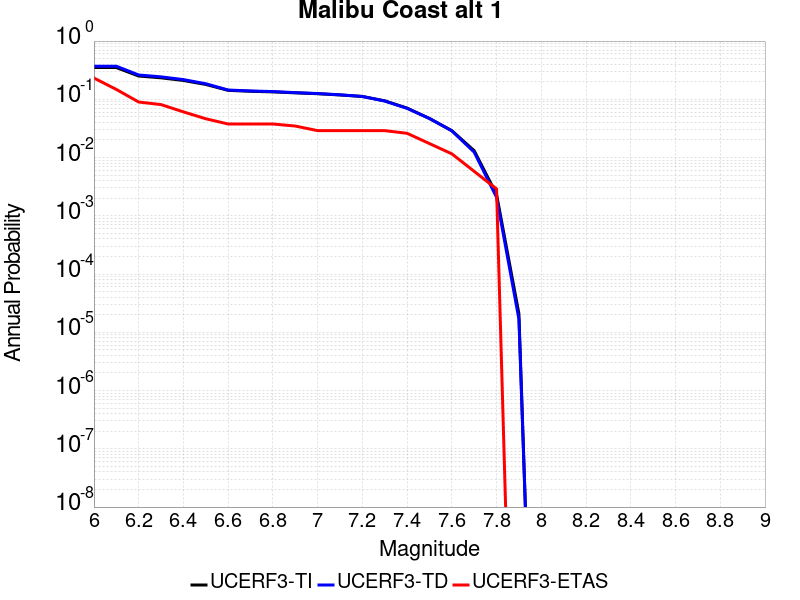 Malibu Coast alt 1
Annual Probability
10^0
10^-1
10^-2
10^-3
10^-4
10^-5
10^-6
10^-7
10^-8
6 6.2 6.4 6.6 6.8 7 7.2 7.4 7.6 7.8 8 8.2 8.4 8.6 8.8 9
Magnitude
UCERF3-TI UCERF3-TD UCERF3-ETAS